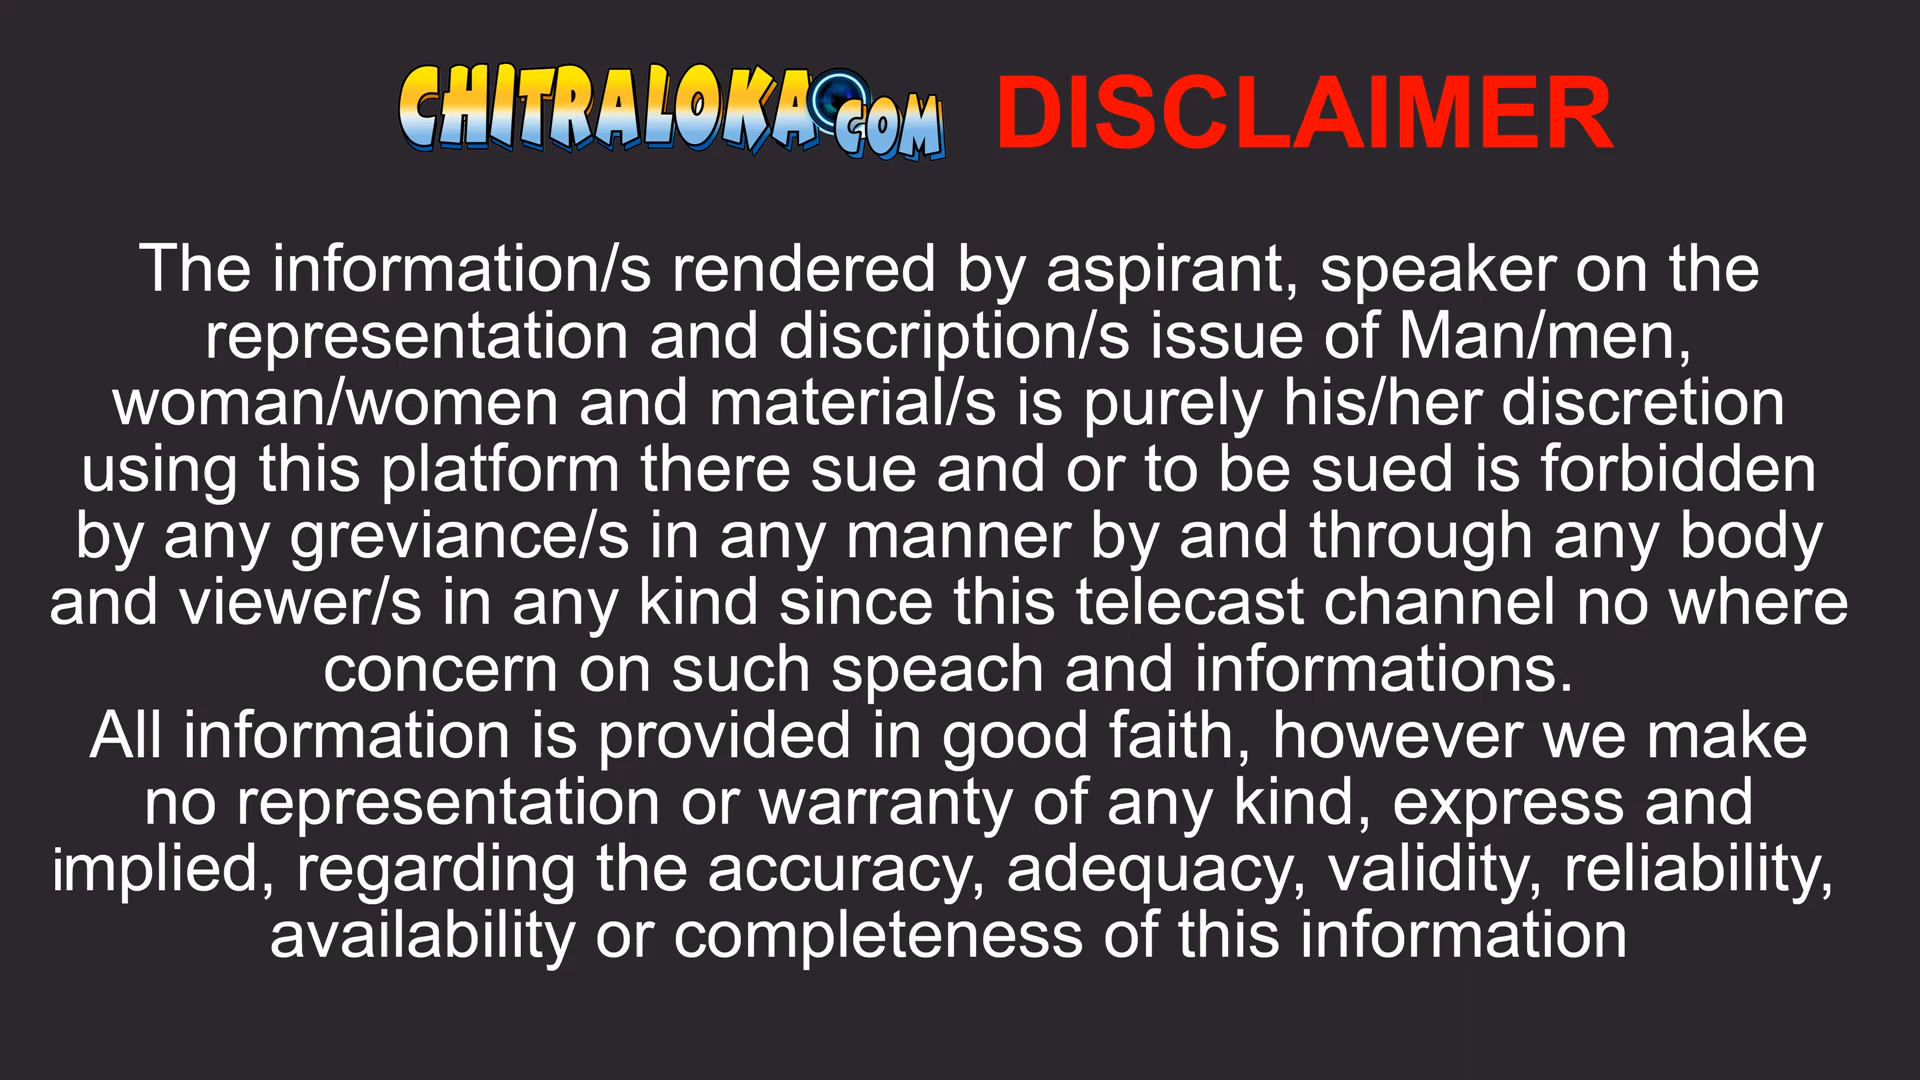 CHITRALOKA.COM DISCLAIMER
The information/s rendered by aspirant, speaker on the
representation and discription/s issue of Man/men,
woman/women and material/s is purely his/her discretion
using this platform there sue and or to be sued is forbidden
by any greviance/s in any manner by and through any body
and viewer/s in any kind since this telecast channel no where
concern on such speach and informations.
All information is provided in good faith, however we make
no representation or warranty of any kind, express and
implied, regarding the accuracy, adequacy, validity, reliability,
availability or completeness of this information